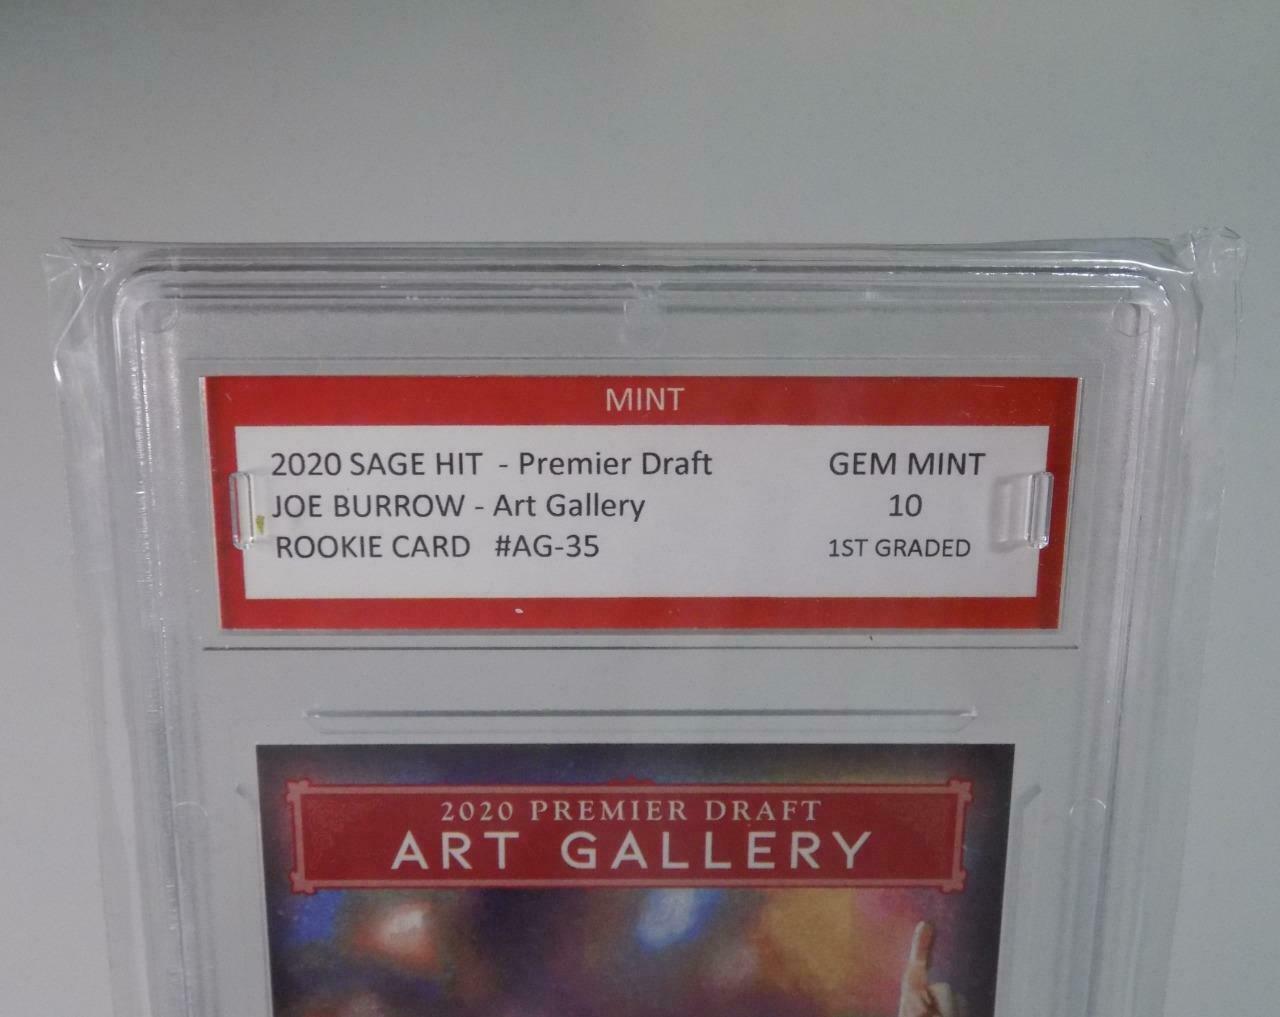 MINT
2020 SAGE HIT - Premier Draft GEM MINT
JOE BURROW - Art Gallery 10
ROOKIE CARD #AG-35 1ST GRADED
2020 PREMIER DRAFT
ART GALLERY